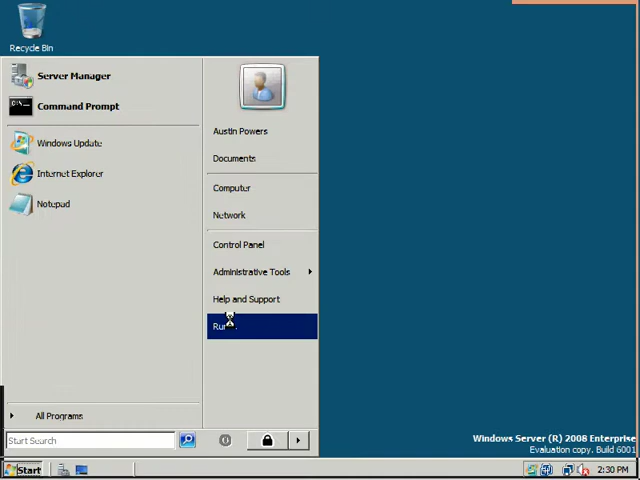 Recycle Bin
Server Manager
Command Prompt
Windows Update
Internet Explorer
Notepad
All Programs
Start Search
Austin Powers
Documents
Computer
Network
Control Panel
Administrative Tools
Help and Support
Windows Server (R) 2008 Enterprise
Evaluation copy. Build 6001
Start
2:30 PM